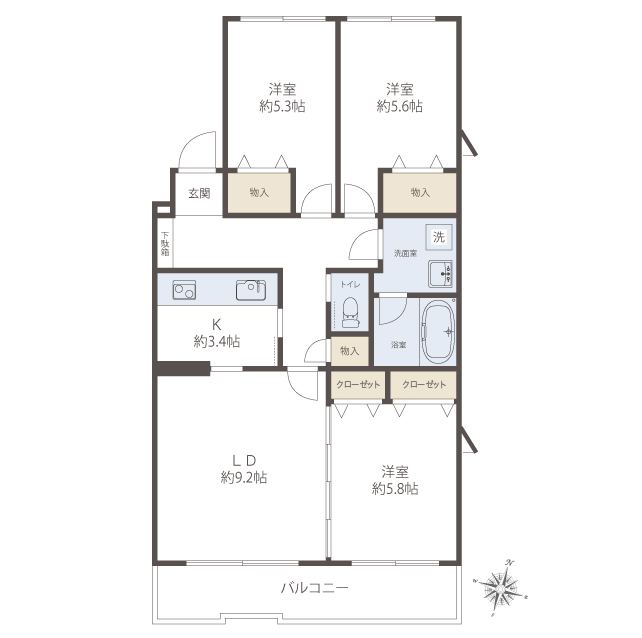 洋室
約5.3帖
洋室
約5.6帖
玄関
物入
物入
下駄箱
洗
洗面室
トイレ
K
約3.4帖
物入
浴室
クローゼット
クローゼット
LD
約9.2帖
洋室
約5.8帖
バルコニー
N